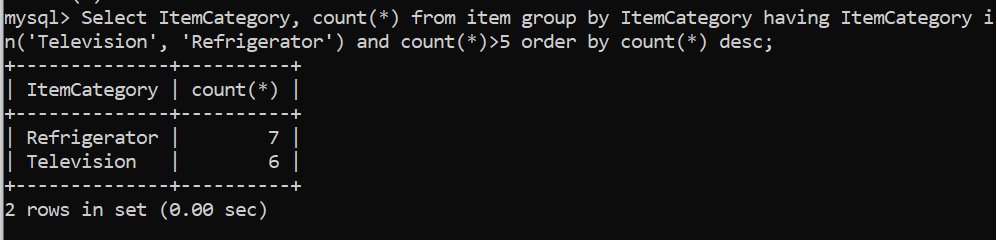 mysql> Select ItemCategory, count(*) from item group by ItemCategory having ItemCategory i
n('Television', 'Refrigerator') and count(*)>5 order by count(*) desc;
+--------------+----------+
| ItemCategory | count(*) |
+--------------+----------+
| Refrigerator |        7 |
| Television   |        6 |
+--------------+----------+
2 rows in set (0.00 sec)